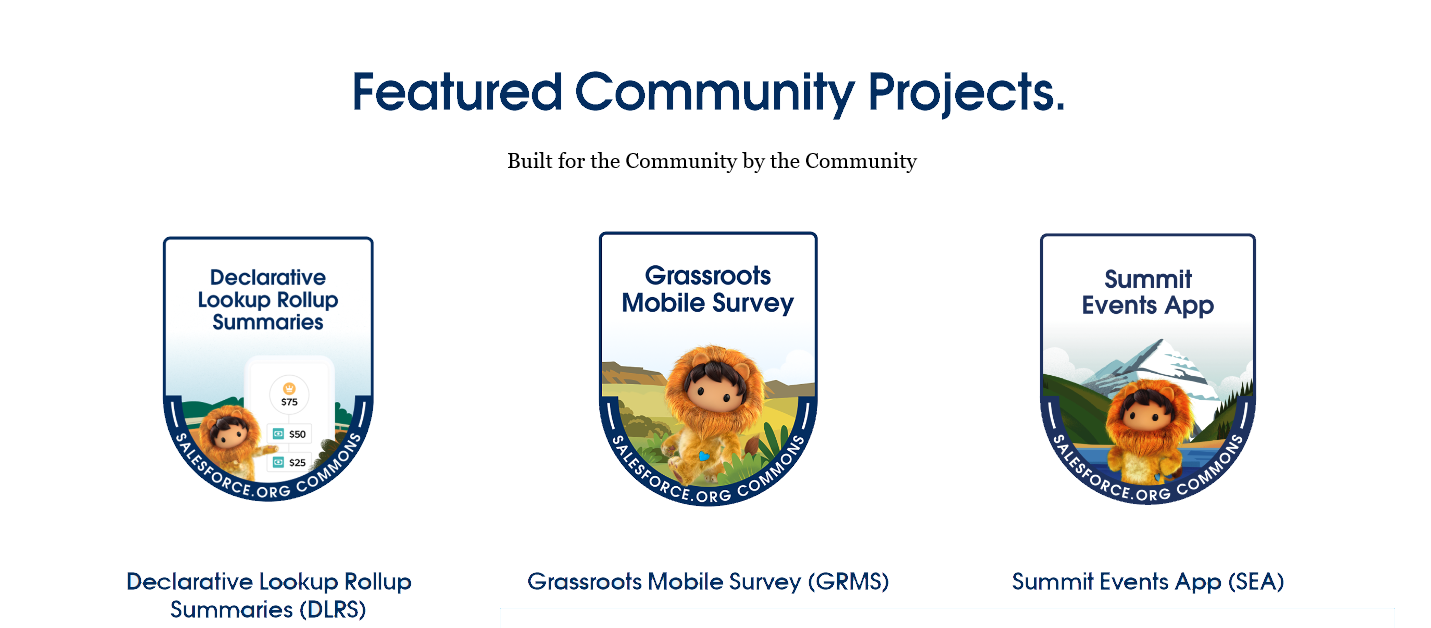 Featured Community Projects.
Built for the Community by the Community
Declarative
Lookup Rollup
Summaries
$75
$50
$25
SALESFORCE.ORG COMMONS
Grassroots
Mobile Survey
SALESFORCE.ORG COMMONS
Summit
Events App
SALESFORCE.ORG COMMONS
Declarative Lookup Rollup
Summaries (DLRS)
Grassroots Mobile Survey (GRMS)
Summit Events App (SEA)